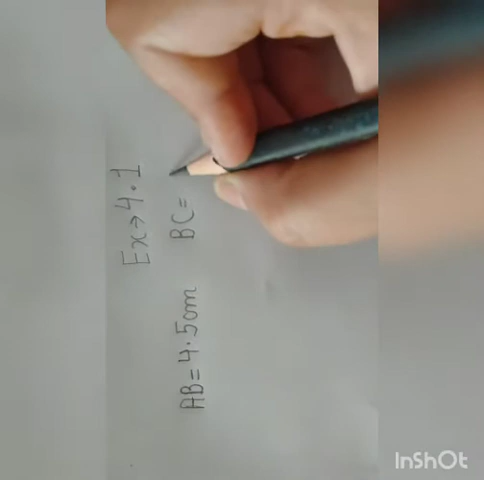 Ex→4.1
AB=4.5cm BC=
InShOt